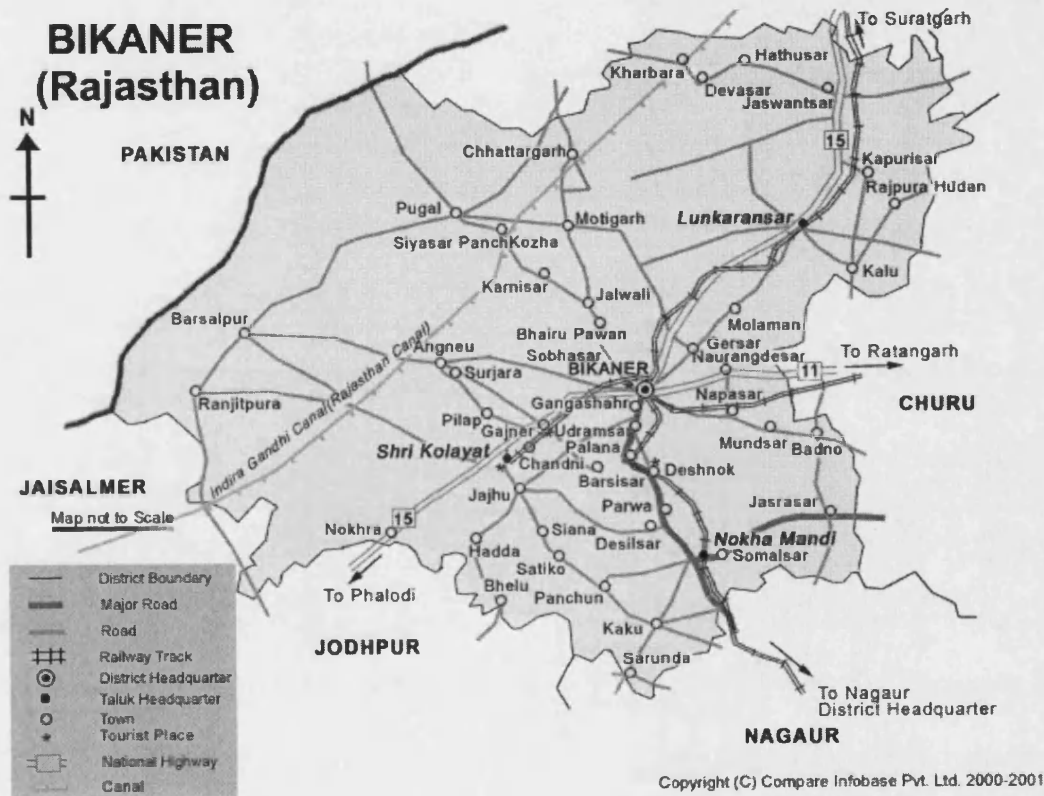 BIKANER
(Rajasthan)
N
PAKISTAN
To Suratgarh
Hathusar
Kharbara
Devasar
Jaswantsar
15
Chhattargarh
Kapurisar
Rajpura Hudan
Pugal
Motigarh
Lunkaransar
Siyasar PanchKozha
Kalu
Karnisar
Jalwali
Molaman
Barsalpur
Bhairu Pawan
Gersar
Angneu
Sobhasar
Naurangdesar
To Ratangarh
BIKANER
11
Surjara
Ranjitpura
Indira Gandhi Canal(Rajasthan Canal)
Gangashahr
Napasar
CHURU
Pilap
Gajner
Udramsar
Mundsar
Badno
Shri Kolayat
Palana
Chandni
Deshnok
Barsisar
JAISALMER
Jajhu
Parwa
Jasrasar
Map not to Scale
15
Nokhra
Siana
Desilsar
Nokha Mandi
Hadda
Somalsar
Satiko
To Phalodi
Bhelu
Panchun
Kaku
JODHPUR
Sarunda
To Nagaur
District Headquarter
NAGAUR
District Boundary
Major Road
Road
Railway Track
District Headquarter
Taluk Headquarter
Town
Tourist Place
National Highway
Canal
Copyright (C) Compare Infobase Pvt. Ltd. 2000-2001